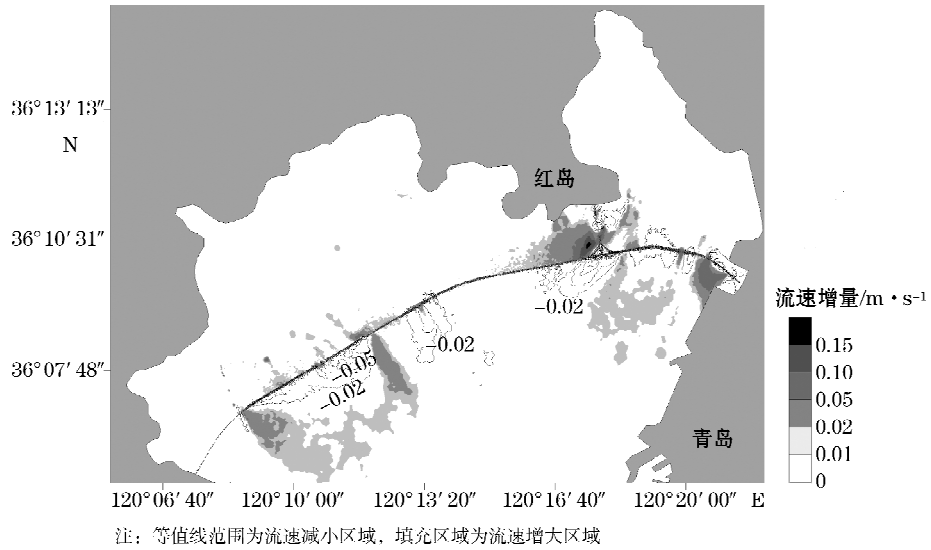 36° 13′ 13″
N
红岛
36° 10′ 31″
流速增量/m·s⁻¹
-0.02
0.15
-0.02
36° 07′ 48″
-0.05
0.10
-0.02
0.05
0.02
青岛
0.01
0
120° 06′ 40″ 120° 10′ 00″ 120° 13′ 20″ 120° 16′ 40″ 120° 20′ 00″ E
注：等值线范围为流速减小区域，填充区域为流速增大区域